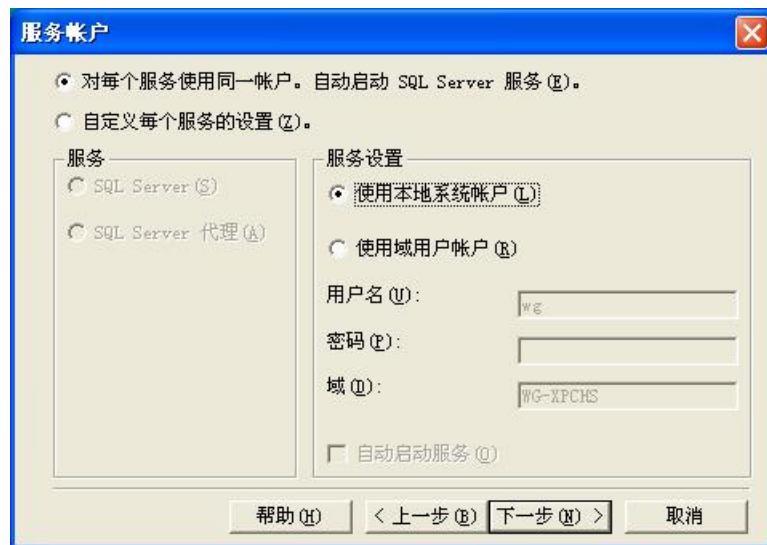 服务帐户
对每个服务使用同一帐户。自动启动 SQL Server 服务(E)。
自定义每个服务的设置(Z)。
服务
SQL Server(S)
SQL Server 代理(A)
服务设置
使用本地系统帐户(L)
使用域用户帐户(R)
用户名(U):
wg
密码(P):
域(D):
WG-XPCHS
自动启动服务(O)
帮助(H)
< 上一步(B)
下一步(N) >
取消